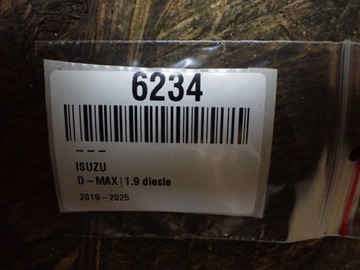 6234
– – –
ISUZU
D – MAX | 1.9 diesle
2019 – 2025